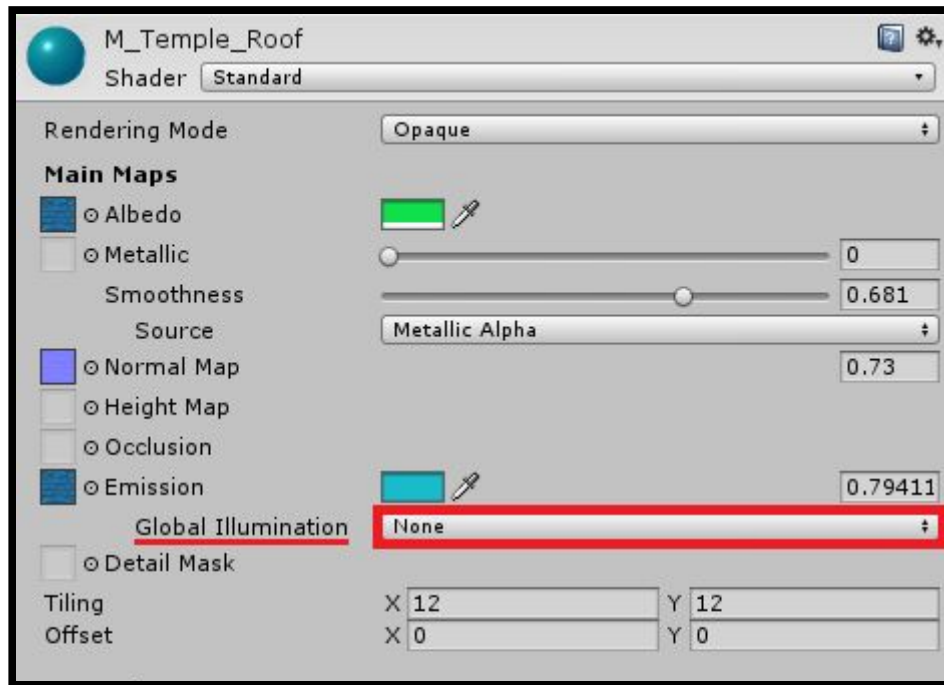 M_Temple_Roof
Shader Standard
Rendering Mode Opaque
Main Maps
Albedo
Metallic 0
Smoothness 0.681
Source Metallic Alpha
Normal Map 0.73
Height Map
Occlusion
Emission 0.79411
Global Illumination None
Detail Mask
Tiling X 12 Y 12
Offset X 0 Y 0